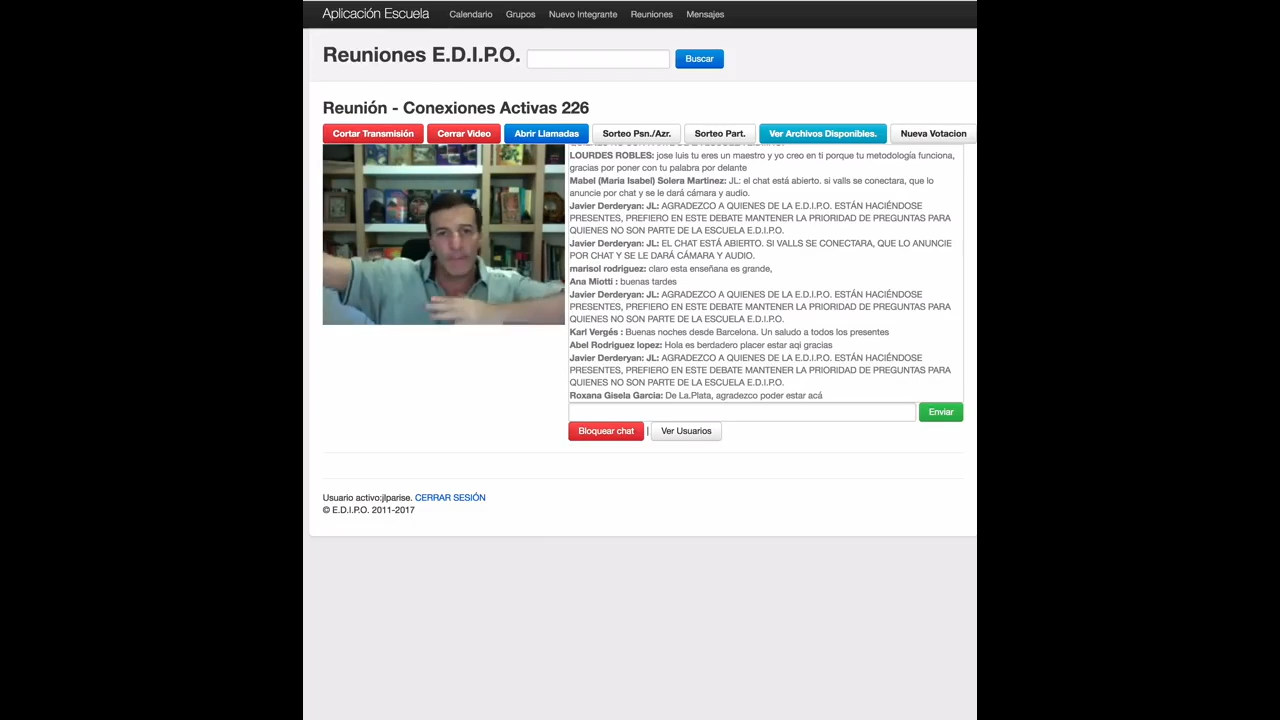 Aplicación Escuela Calendario Grupos Nuevo Integrante Reuniones Mensajes
Reuniones E.D.I.P.O. Buscar
Reunión - Conexiones Activas 226
Cortar Transmisión Cerrar Video Abrir Llamadas Sorteo Psn./Azr. Sorteo Part. Ver Archivos Disponibles. Nueva Votacion
LOURDES ROBLES: jose luis tu eres un maestro y yo creo en ti porque tu metodología funciona,
gracias por poner con tu palabra por delante
Mabel (Maria Isabel) Solera Martinez: JL: el chat está abierto. si valls se conectara, que lo
anuncie por chat y se le dará cámara y audio.
Javier Derderyan: JL: AGRADEZCO A QUIENES DE LA E.D.I.P.O. ESTÁN HACIÉNDOSE
PRESENTES, PREFIERO EN ESTE DEBATE MANTENER LA PRIORIDAD DE PREGUNTAS PARA
QUIENES NO SON PARTE DE LA ESCUELA E.D.I.P.O.
Javier Derderyan: JL: EL CHAT ESTÁ ABIERTO. SI VALLS SE CONECTARA, QUE LO ANUNCIE
POR CHAT Y SE LE DARÁ CÁMARA Y AUDIO.
marisol rodriguez: claro esta enseñana es grande,
Ana Miotti : buenas tardes
Javier Derderyan: JL: AGRADEZCO A QUIENES DE LA E.D.I.P.O. ESTÁN HACIÉNDOSE
PRESENTES, PREFIERO EN ESTE DEBATE MANTENER LA PRIORIDAD DE PREGUNTAS PARA
QUIENES NO SON PARTE DE LA ESCUELA E.D.I.P.O.
Karl Vergés : Buenas noches desde Barcelona. Un saludo a todos los presentes
Abel Rodriguez lopez: Hola es berdadero placer estar aqi gracias
Javier Derderyan: JL: AGRADEZCO A QUIENES DE LA E.D.I.P.O. ESTÁN HACIÉNDOSE
PRESENTES, PREFIERO EN ESTE DEBATE MANTENER LA PRIORIDAD DE PREGUNTAS PARA
QUIENES NO SON PARTE DE LA ESCUELA E.D.I.P.O.
Roxana Gisela Garcia: De La.Plata, agradezco poder estar acá
Enviar
Bloquear chat | Ver Usuarios
Usuario activo:jlparise. CERRAR SESIÓN
© E.D.I.P.O. 2011-2017